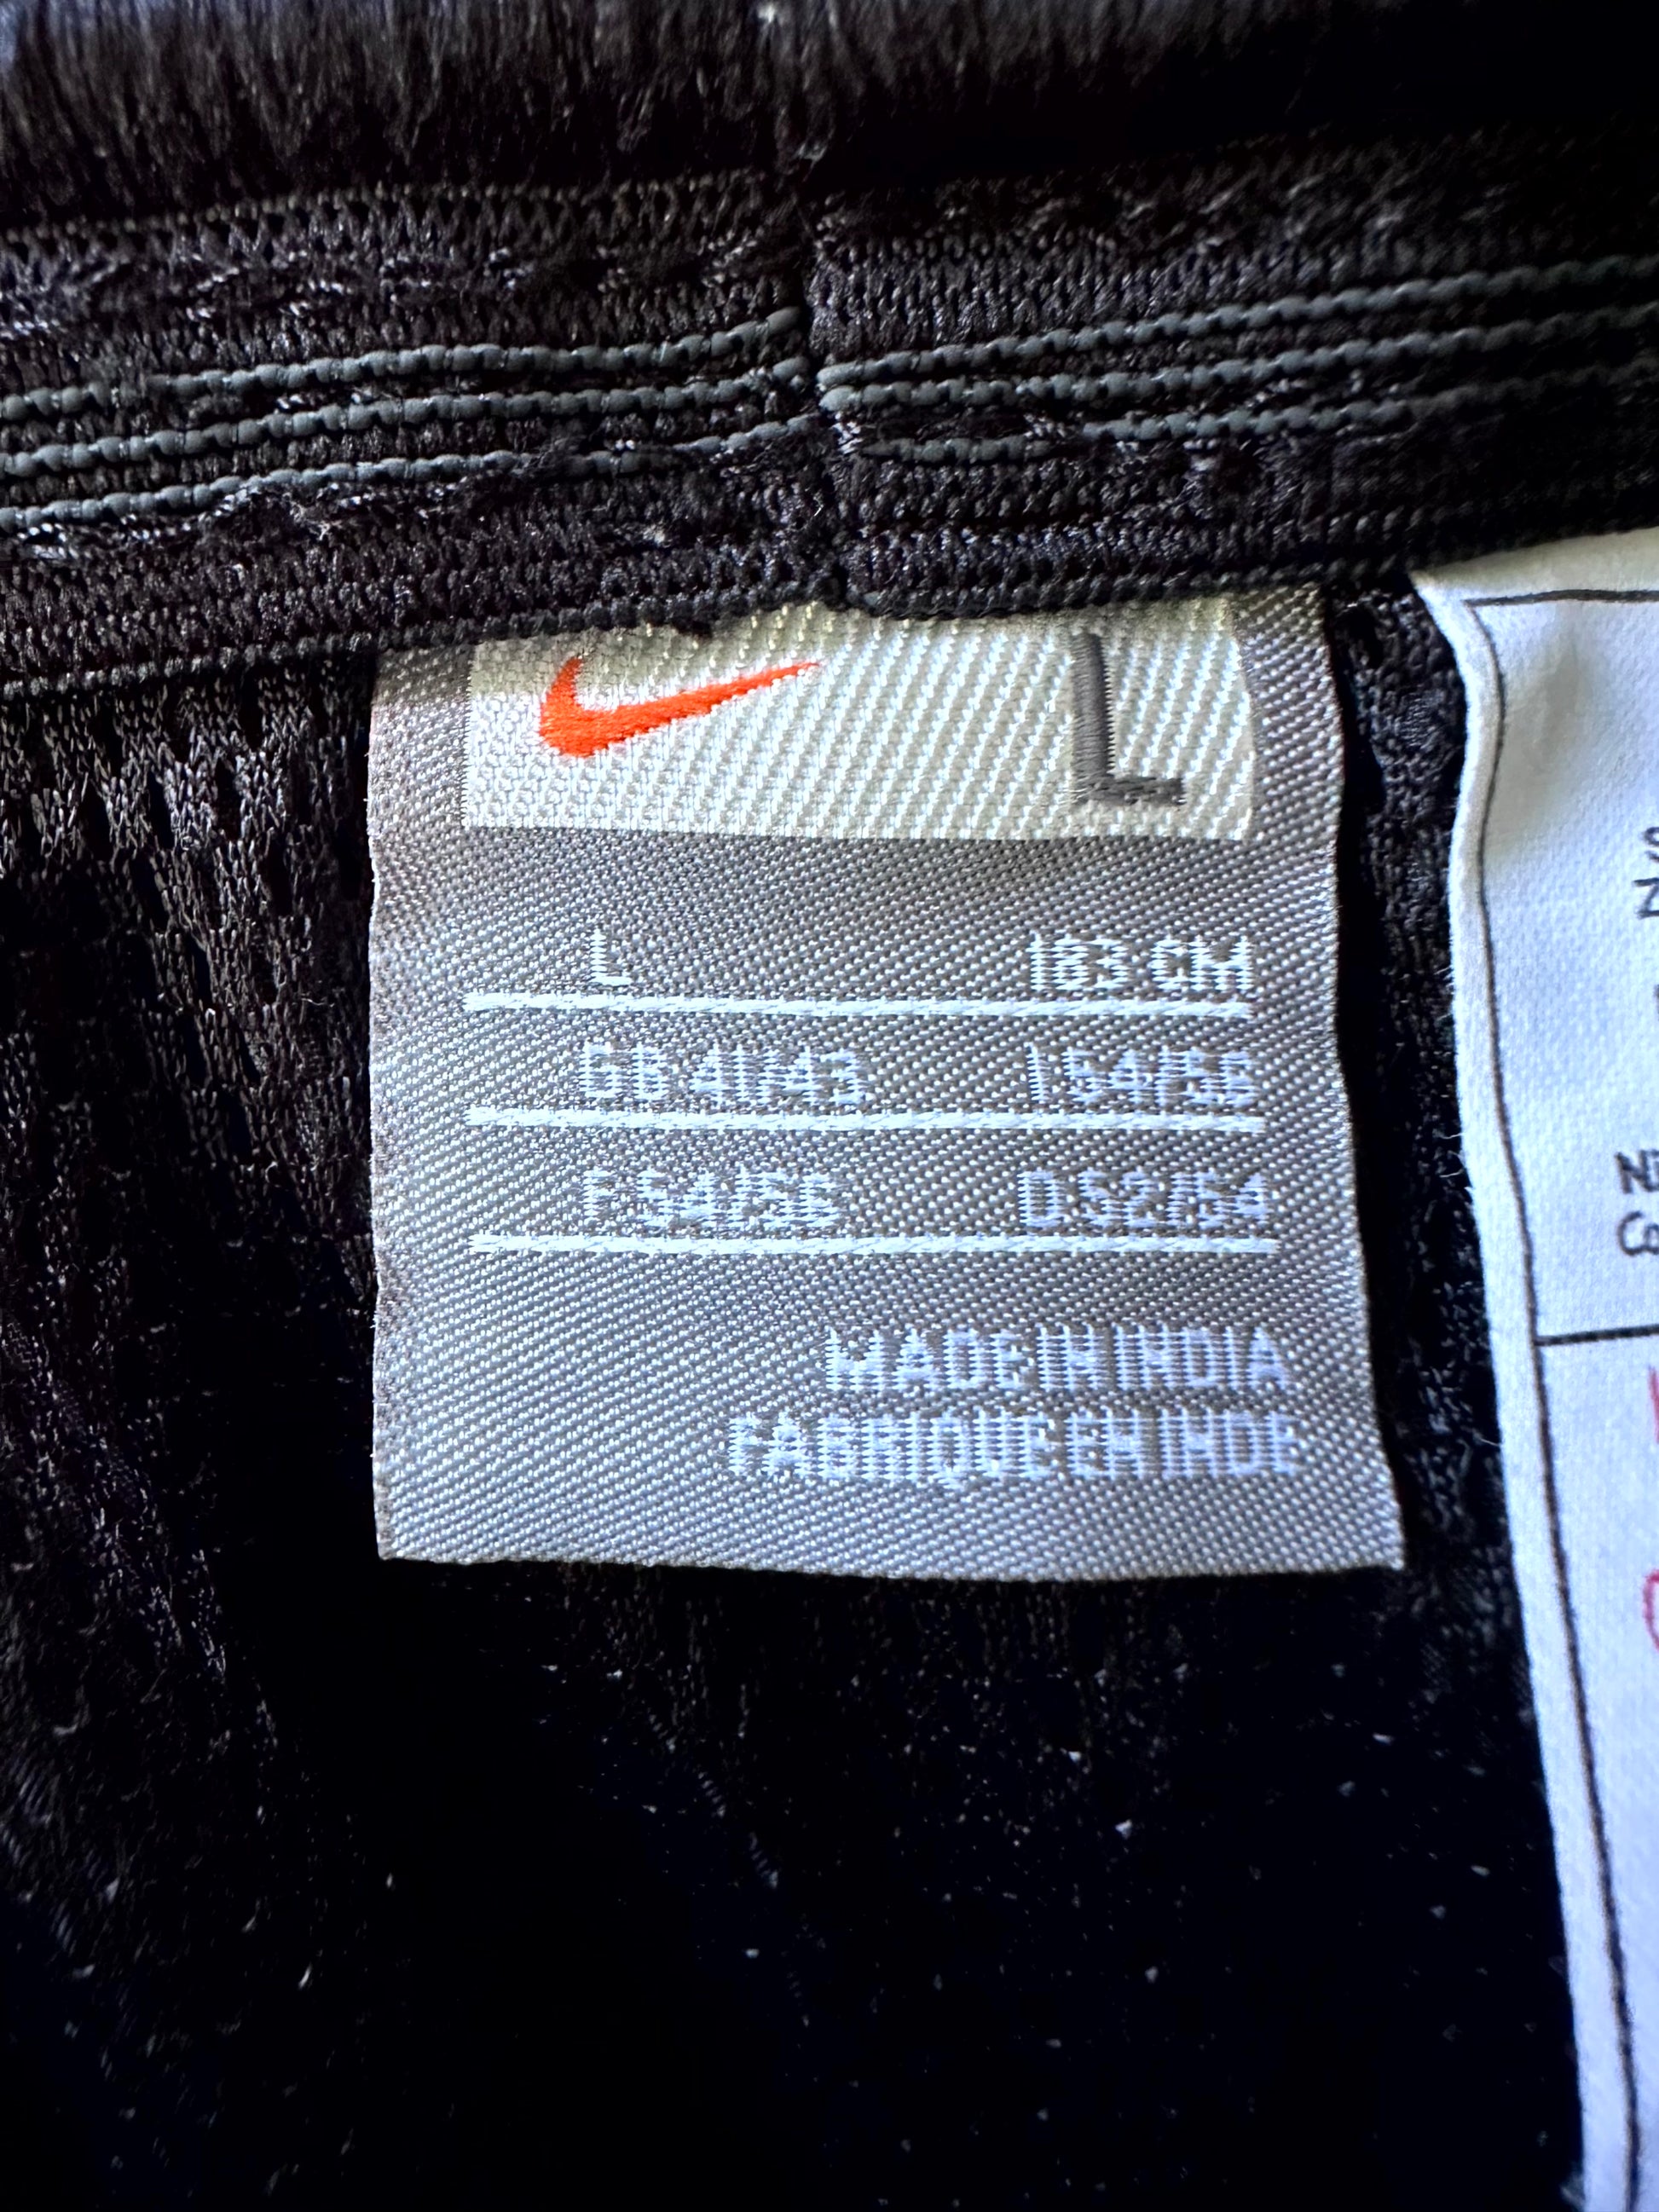 L
L 183 CM
GB 41/43 I 54/56
F 54/56 D 52/54
MADE IN INDIA
FABRIQUE EN INDE